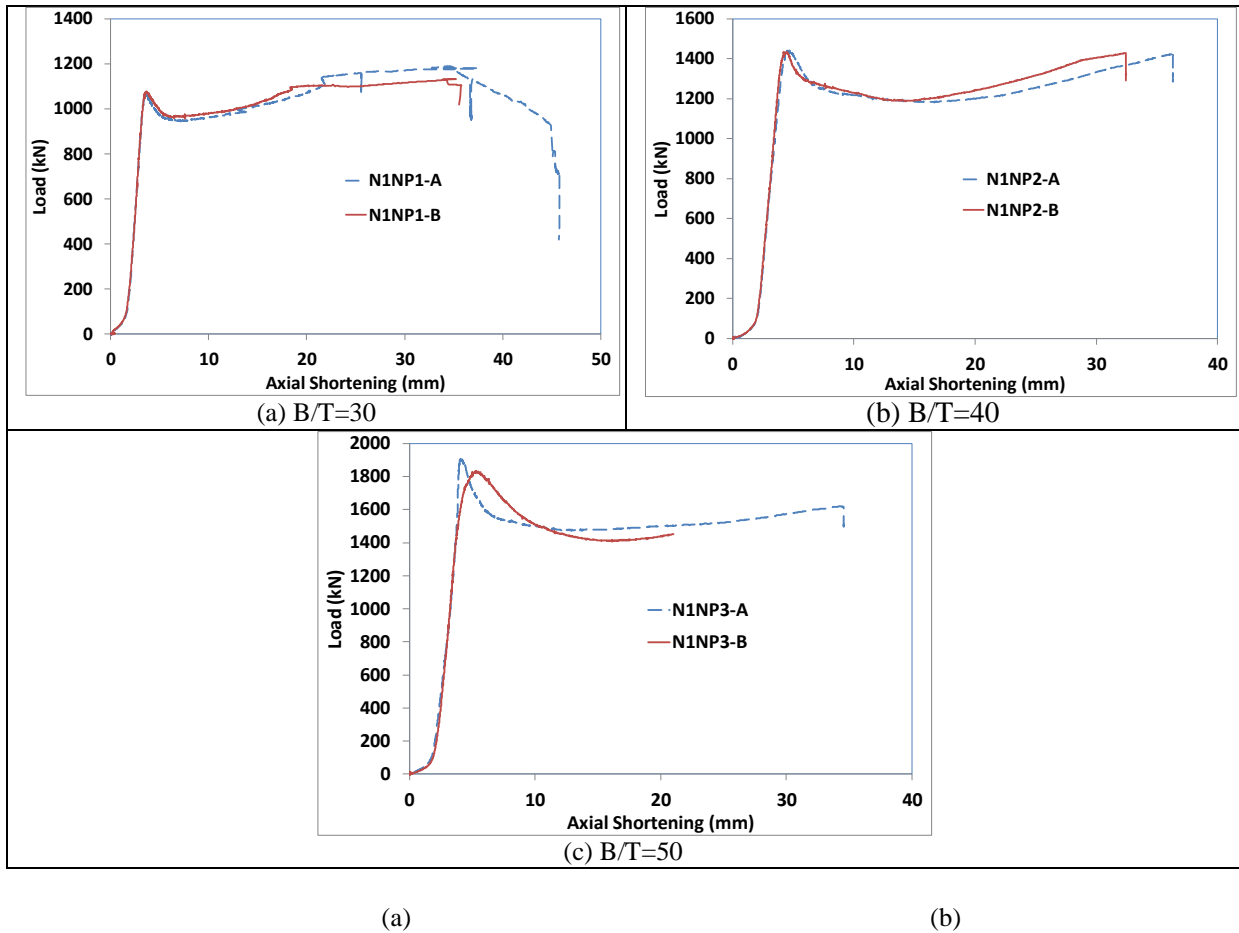 1400
1200
1000
800
600
400
200
0
Load (kN)
N1NP1-A
N1NP1-B
0 10 20 30 40 50
Axial Shortening (mm)
(a) B/T=30
1600
1400
1200
1000
800
600
400
200
0
Load (kN)
N1NP2-A
N1NP2-B
0 10 20 30 40
Axial Shortening (mm)
(b) B/T=40
2000
1800
1600
1400
1200
1000
800
600
400
200
0
Load (kN)
N1NP3-A
N1NP3-B
0 10 20 30 40
Axial Shortening (mm)
(c) B/T=50
(a) (b)